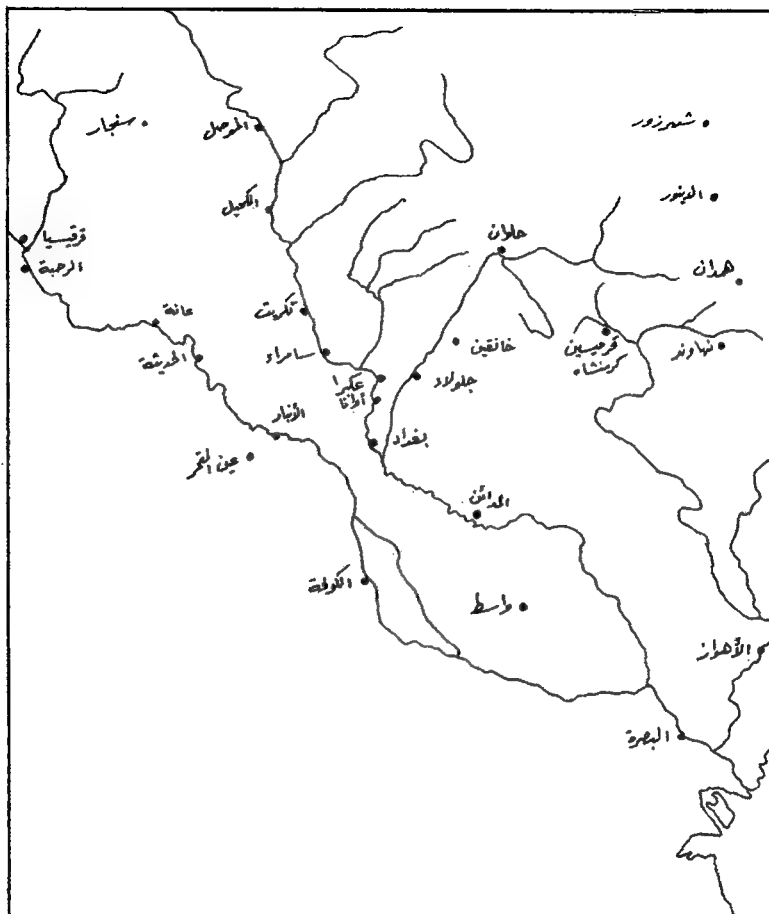 شهرزور
سنجار
الموصل
الدينور
الكحيل
قرقيسيا
حلوان
الرحبة
همدان
تكريت
عانة
خانقين
قرميسين
كرمنشاه
نهاوند
سامراء
الحديثة
عكبرا
أوانا
جلولاء
الأنبار
بغداد
عين التمر
المدائن
الكوفة
واسط
الأهواز
البصرة